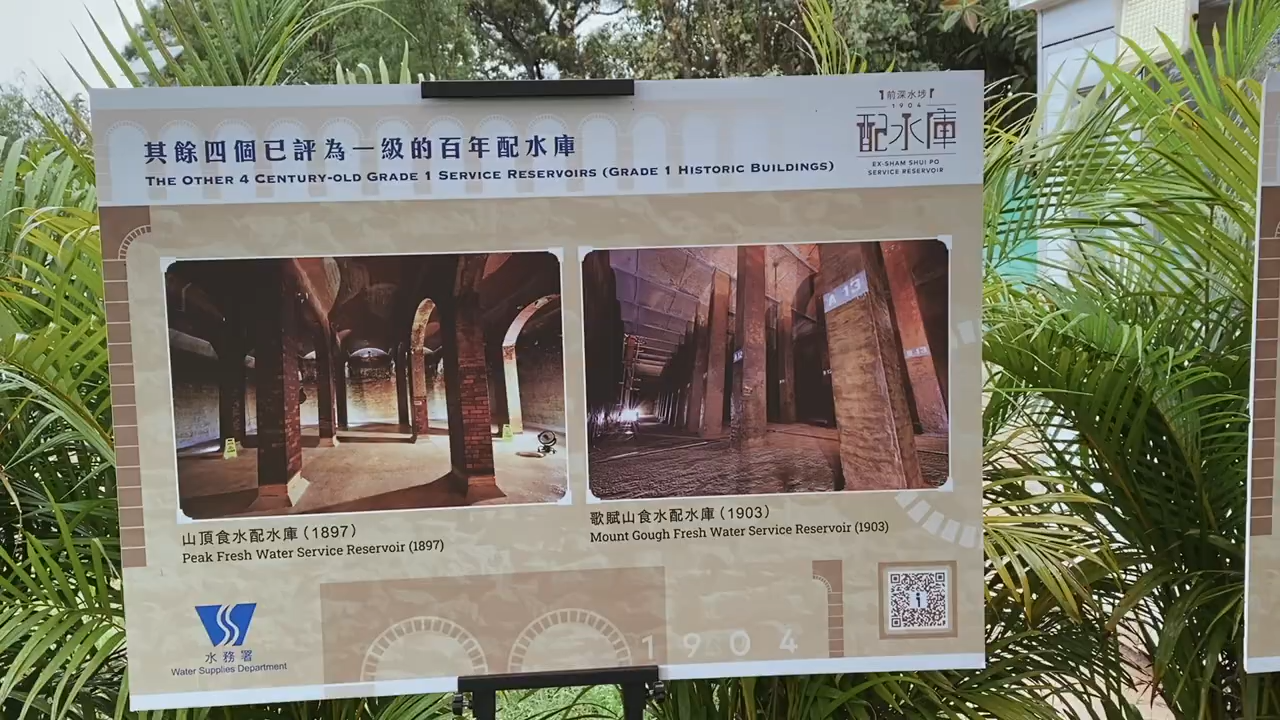 其餘四個已評為一級的百年配水庫
THE OTHER 4 CENTURY-OLD GRADE 1 SERVICE RESERVOIRS (GRADE 1 HISTORIC BUILDINGS)
前深水埗
1904
配水庫
EX-SHAM SHUI PO
SERVICE RESERVOIR
A 13
山頂食水配水庫（1897）
Peak Fresh Water Service Reservoir (1897)
歌賦山食水配水庫（1903）
Mount Gough Fresh Water Service Reservoir (1903)
水務署
Water Supplies Department
1904